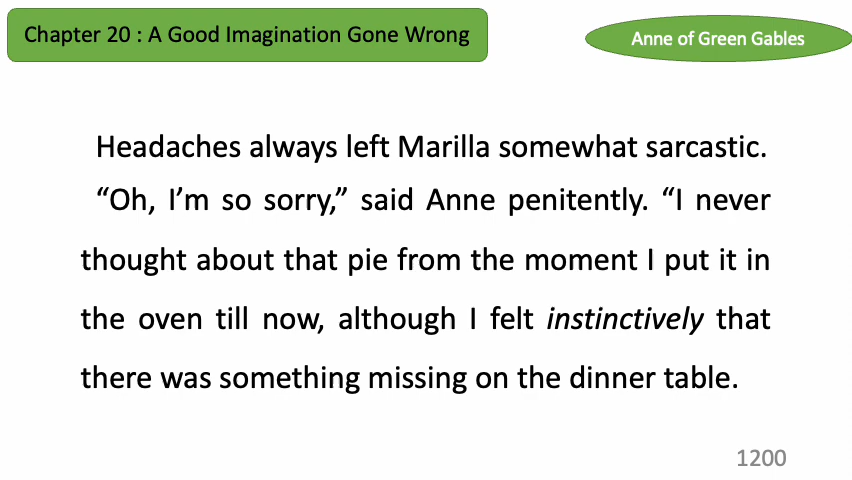 Chapter 20 : A Good Imagination Gone Wrong
Anne of Green Gables
Headaches always left Marilla somewhat sarcastic.
“Oh, I’m so sorry,” said Anne penitently. “I never
thought about that pie from the moment I put it in
the oven till now, although I felt instinctively that
there was something missing on the dinner table.
1200